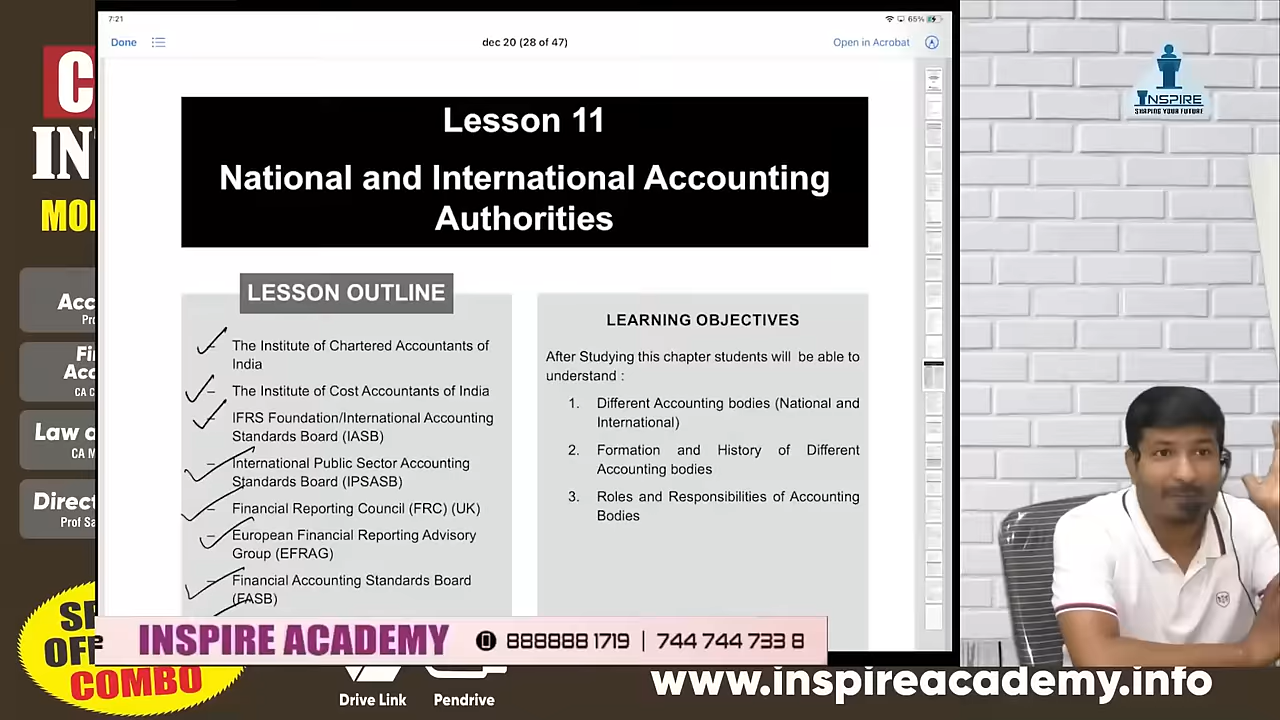 7:21
65%
Done
dec 20 (28 of 47)
Open in Acrobat
Lesson 11
National and International Accounting
Authorities
LESSON OUTLINE
– The Institute of Chartered Accountants of
India
– The Institute of Cost Accountants of India
– IFRS Foundation/International Accounting
Standards Board (IASB)
– International Public Sector Accounting
Standards Board (IPSASB)
– Financial Reporting Council (FRC) (UK)
– European Financial Reporting Advisory
Group (EFRAG)
– Financial Accounting Standards Board
(FASB)
LEARNING OBJECTIVES
After Studying this chapter students will be able to
understand :
1. Different Accounting bodies (National and
International)
2. Formation and History of Different
Accounting bodies
3. Roles and Responsibilities of Accounting
Bodies
INSPIRE
SHAPING YOUR FUTURE
INSPIRE ACADEMY 888888 1719 | 744 744 733 8
COMBO
Drive Link
Pendrive
www.inspireacademy.info